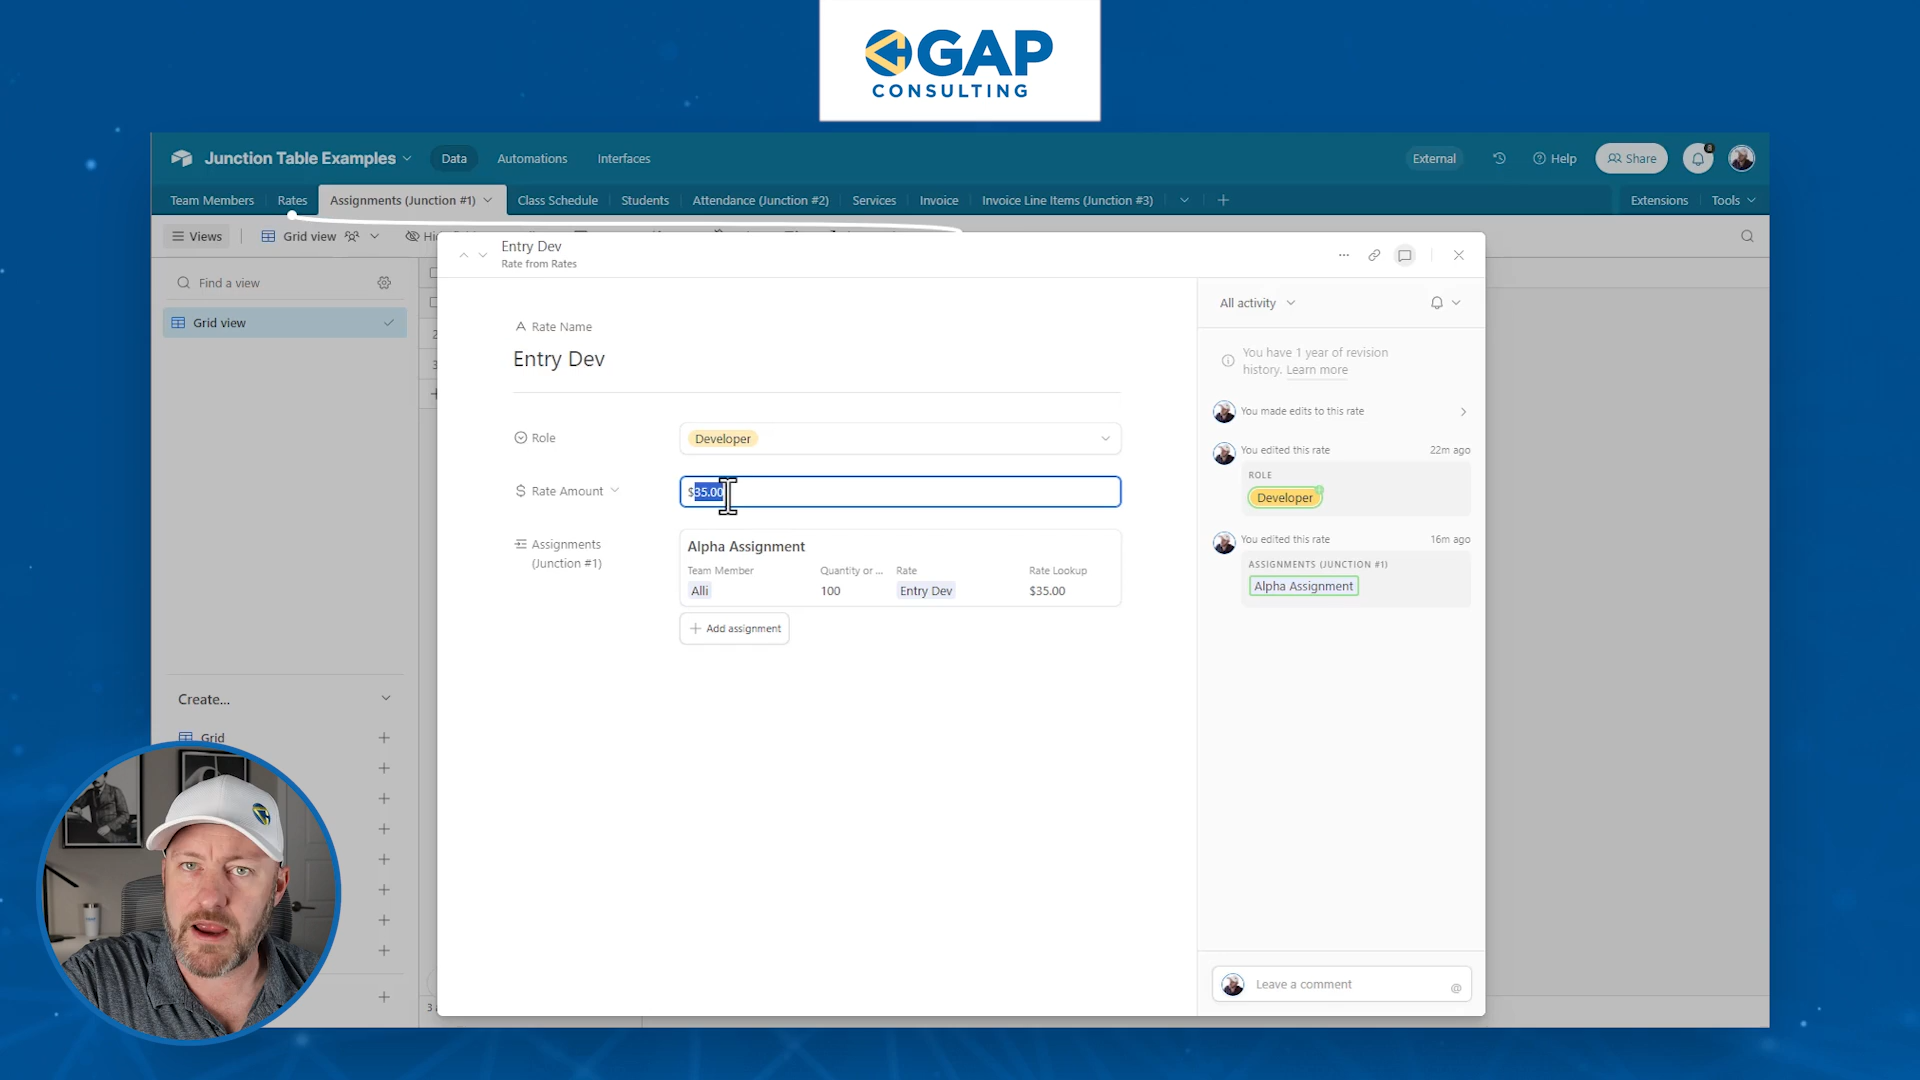 GAP
CONSULTING
Junction Table Examples
Data
Automations
Interfaces
External
Help
Share
8
Team Members
Rates
Assignments (Junction #1)
Class Schedule
Students
Attendance (Junction #2)
Services
Invoice
Invoice Line Items (Junction #3)
Extensions
Tools
Views
Grid view
Find a view
Grid view
Create...
Grid
Entry Dev
Rate from Rates
Rate Name
Entry Dev
Role
Developer
Rate Amount
$35.00
Assignments
(Junction #1)
Alpha Assignment
Team Member
Quantity or ...
Rate
Rate Lookup
Alli
100
Entry Dev
$35.00
Add assignment
All activity
You have 1 year of revision
history. Learn more
You made edits to this rate
You edited this rate
22m ago
ROLE
Developer
You edited this rate
16m ago
ASSIGNMENTS (JUNCTION #1)
Alpha Assignment
Leave a comment
@